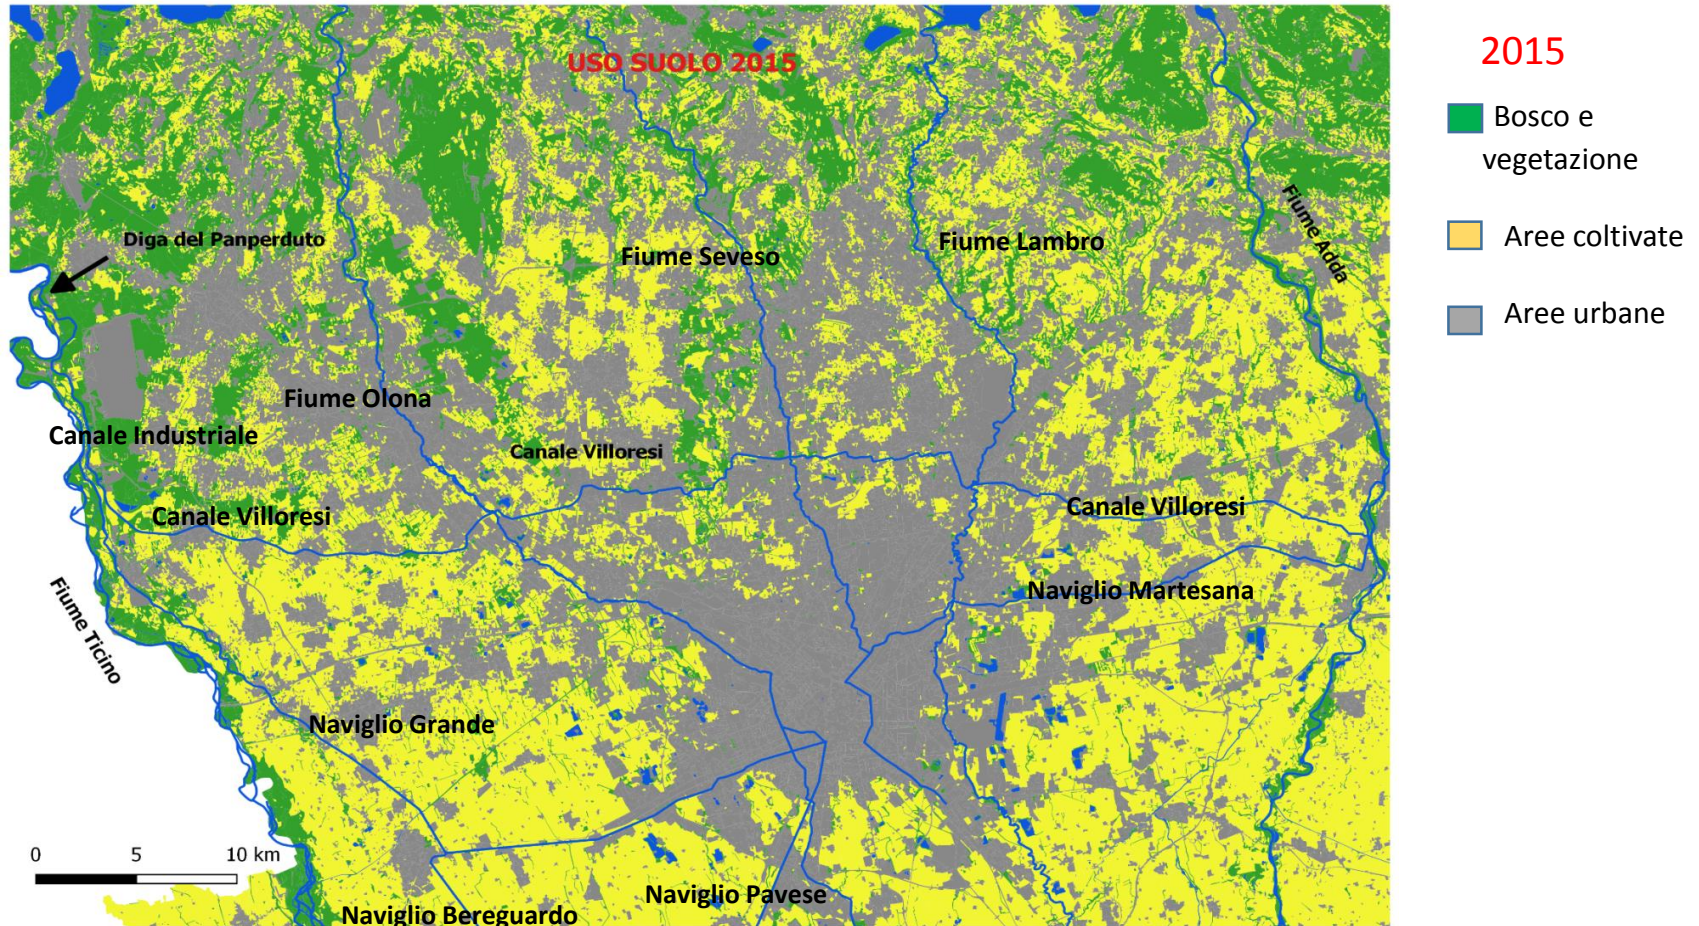 USO SUOLO 2015
2015
Bosco e
vegetazione
Aree coltivate
Aree urbane
Diga del Panperduto
Fiume Seveso
Fiume Lambro
Fiume Adda
Fiume Olona
Canale Industriale
Canale Villoresi
Canale Villoresi
Canale Villoresi
Fiume Ticino
Naviglio Martesana
Naviglio Grande
0 5 10 km
Naviglio Pavese
Naviglio Bereguardo